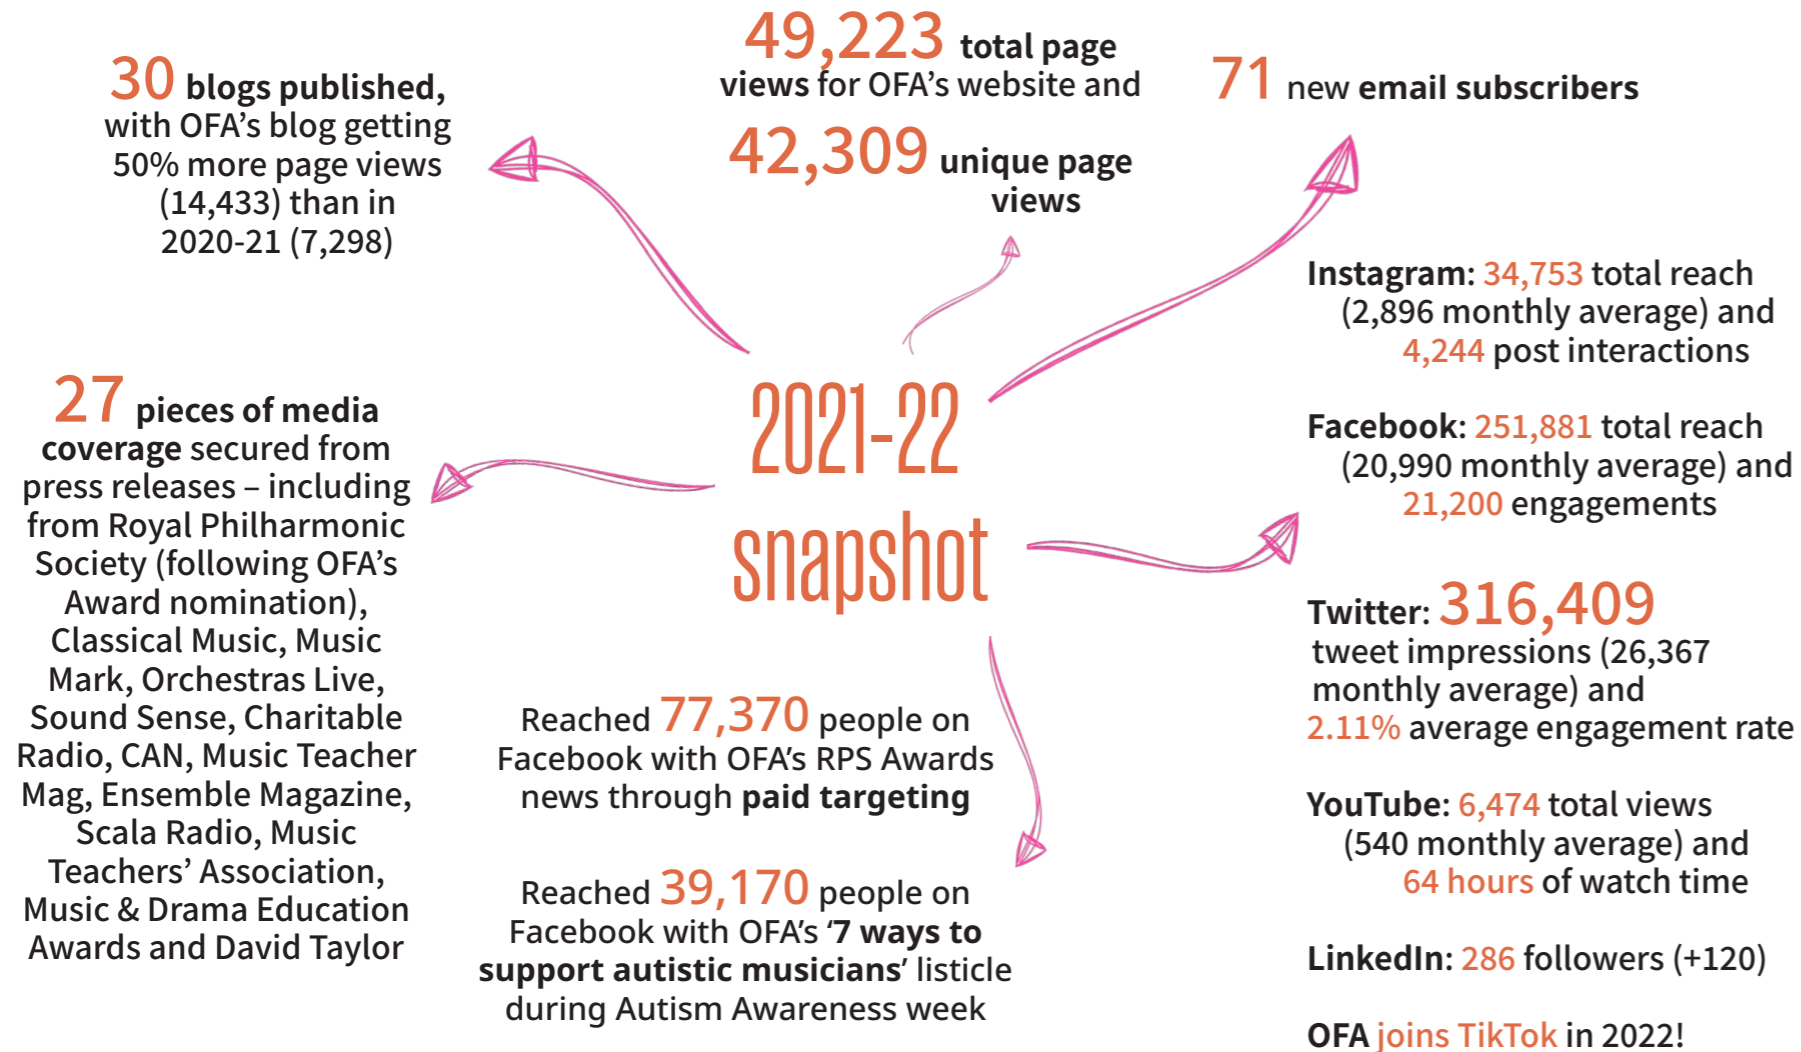 30 blogs published,
with OFA’s blog getting
50% more page views
(14,433) than in
2020-21 (7,298)
49,223 total page
views for OFA’s website and
42,309 unique page
views
71 new email subscribers
27 pieces of media
coverage secured from
press releases – including
from Royal Philharmonic
Society (following OFA’s
Award nomination),
Classical Music, Music
Mark, Orchestras Live,
Sound Sense, Charitable
Radio, CAN, Music Teacher
Mag, Ensemble Magazine,
Scala Radio, Music
Teachers’ Association,
Music & Drama Education
Awards and David Taylor
2021-22
snapshot
Reached 77,370 people on
Facebook with OFA’s RPS Awards
news through paid targeting
Reached 39,170 people on
Facebook with OFA’s ‘7 ways to
support autistic musicians’ listicle
during Autism Awareness week
Instagram: 34,753 total reach
(2,896 monthly average) and
4,244 post interactions
Facebook: 251,881 total reach
(20,990 monthly average) and
21,200 engagements
Twitter: 316,409
tweet impressions (26,367
monthly average) and
2.11% average engagement rate
YouTube: 6,474 total views
(540 monthly average) and
64 hours of watch time
LinkedIn: 286 followers (+120)
OFA joins TikTok in 2022!